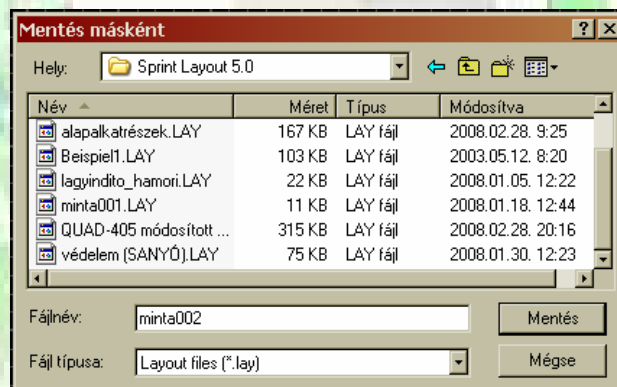 Mentés másként
Hely: Sprint Layout 5.0
Név Méret Típus Módosítva
alapalkatrészek.LAY 167 KB LAY fájl 2008.02.28. 9:25
Beispiel1.LAY 103 KB LAY fájl 2003.05.12. 8:20
lagyindito_hamori.LAY 22 KB LAY fájl 2008.01.05. 12:22
minta001.LAY 11 KB LAY fájl 2008.01.18. 12:44
QUAD-405 módosított ... 315 KB LAY fájl 2008.02.28. 20:16
védelem (SANYÓ).LAY 75 KB LAY fájl 2008.01.30. 12:23
Fájlnév: minta002 Mentés
Fájl típusa: Layout files (*.lay) Mégse